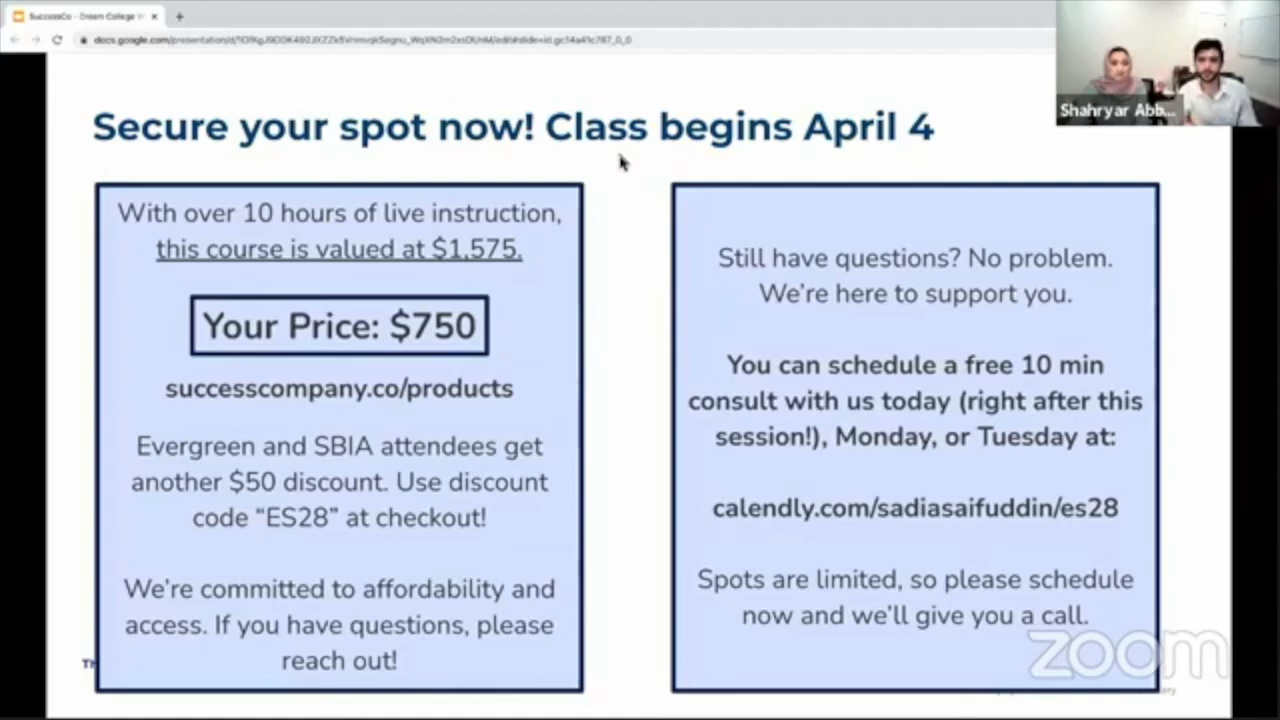 SuccessCo - Dream College
Shahryar Abb...
Secure your spot now! Class begins April 4
With over 10 hours of live instruction,
this course is valued at $1,575.
Your Price: $750
successcompany.co/products
Evergreen and SBIA attendees get
another $50 discount. Use discount
code “ES28” at checkout!
We’re committed to affordability and
access. If you have questions, please
reach out!
Still have questions? No problem.
We’re here to support you.
You can schedule a free 10 min
consult with us today (right after this
session!), Monday, or Tuesday at:
calendly.com/sadiasaifuddin/es28
Spots are limited, so please schedule
now and we’ll give you a call.
zoom